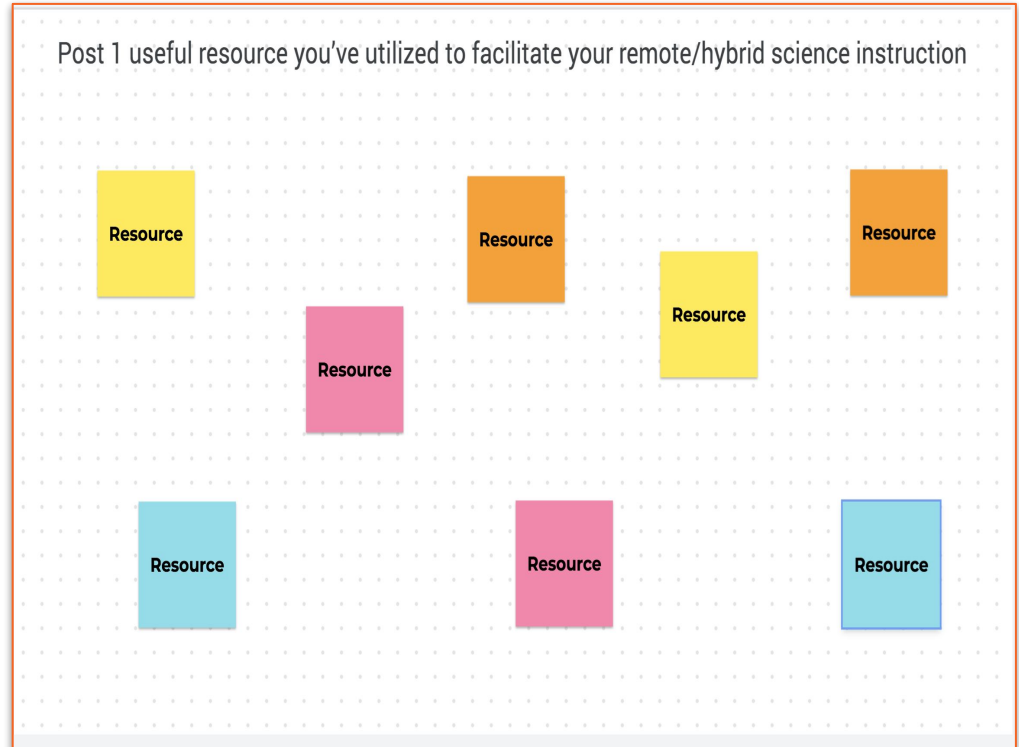 Post 1 useful resource you've utilized to facilitate your remote/hybrid science instruction
Resource
Resource
Resource
Resource
Resource
Resource
Resource
Resource